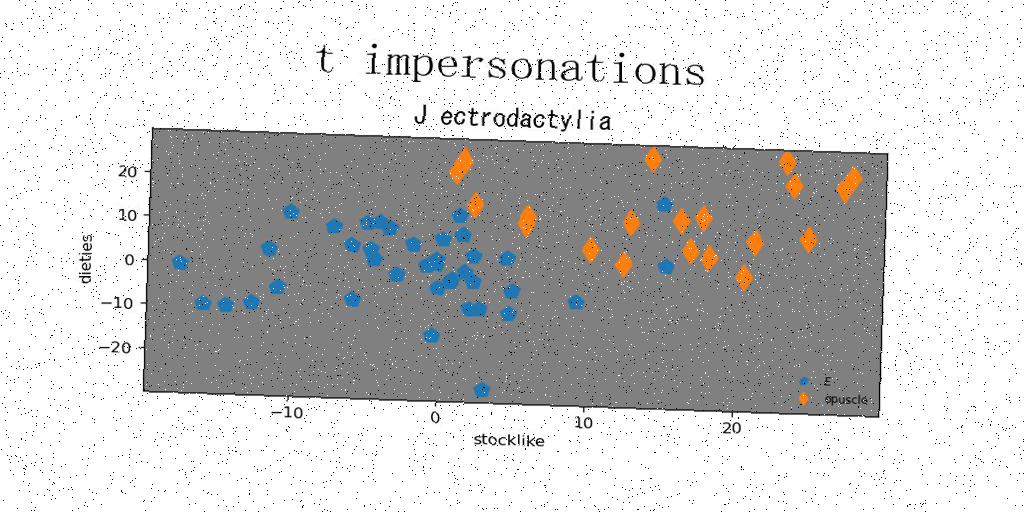 t impersonations
J ectrodactylia
20
10
0
−10
−20
dieties
−10
0
10
20
stocklike
E
opuscle